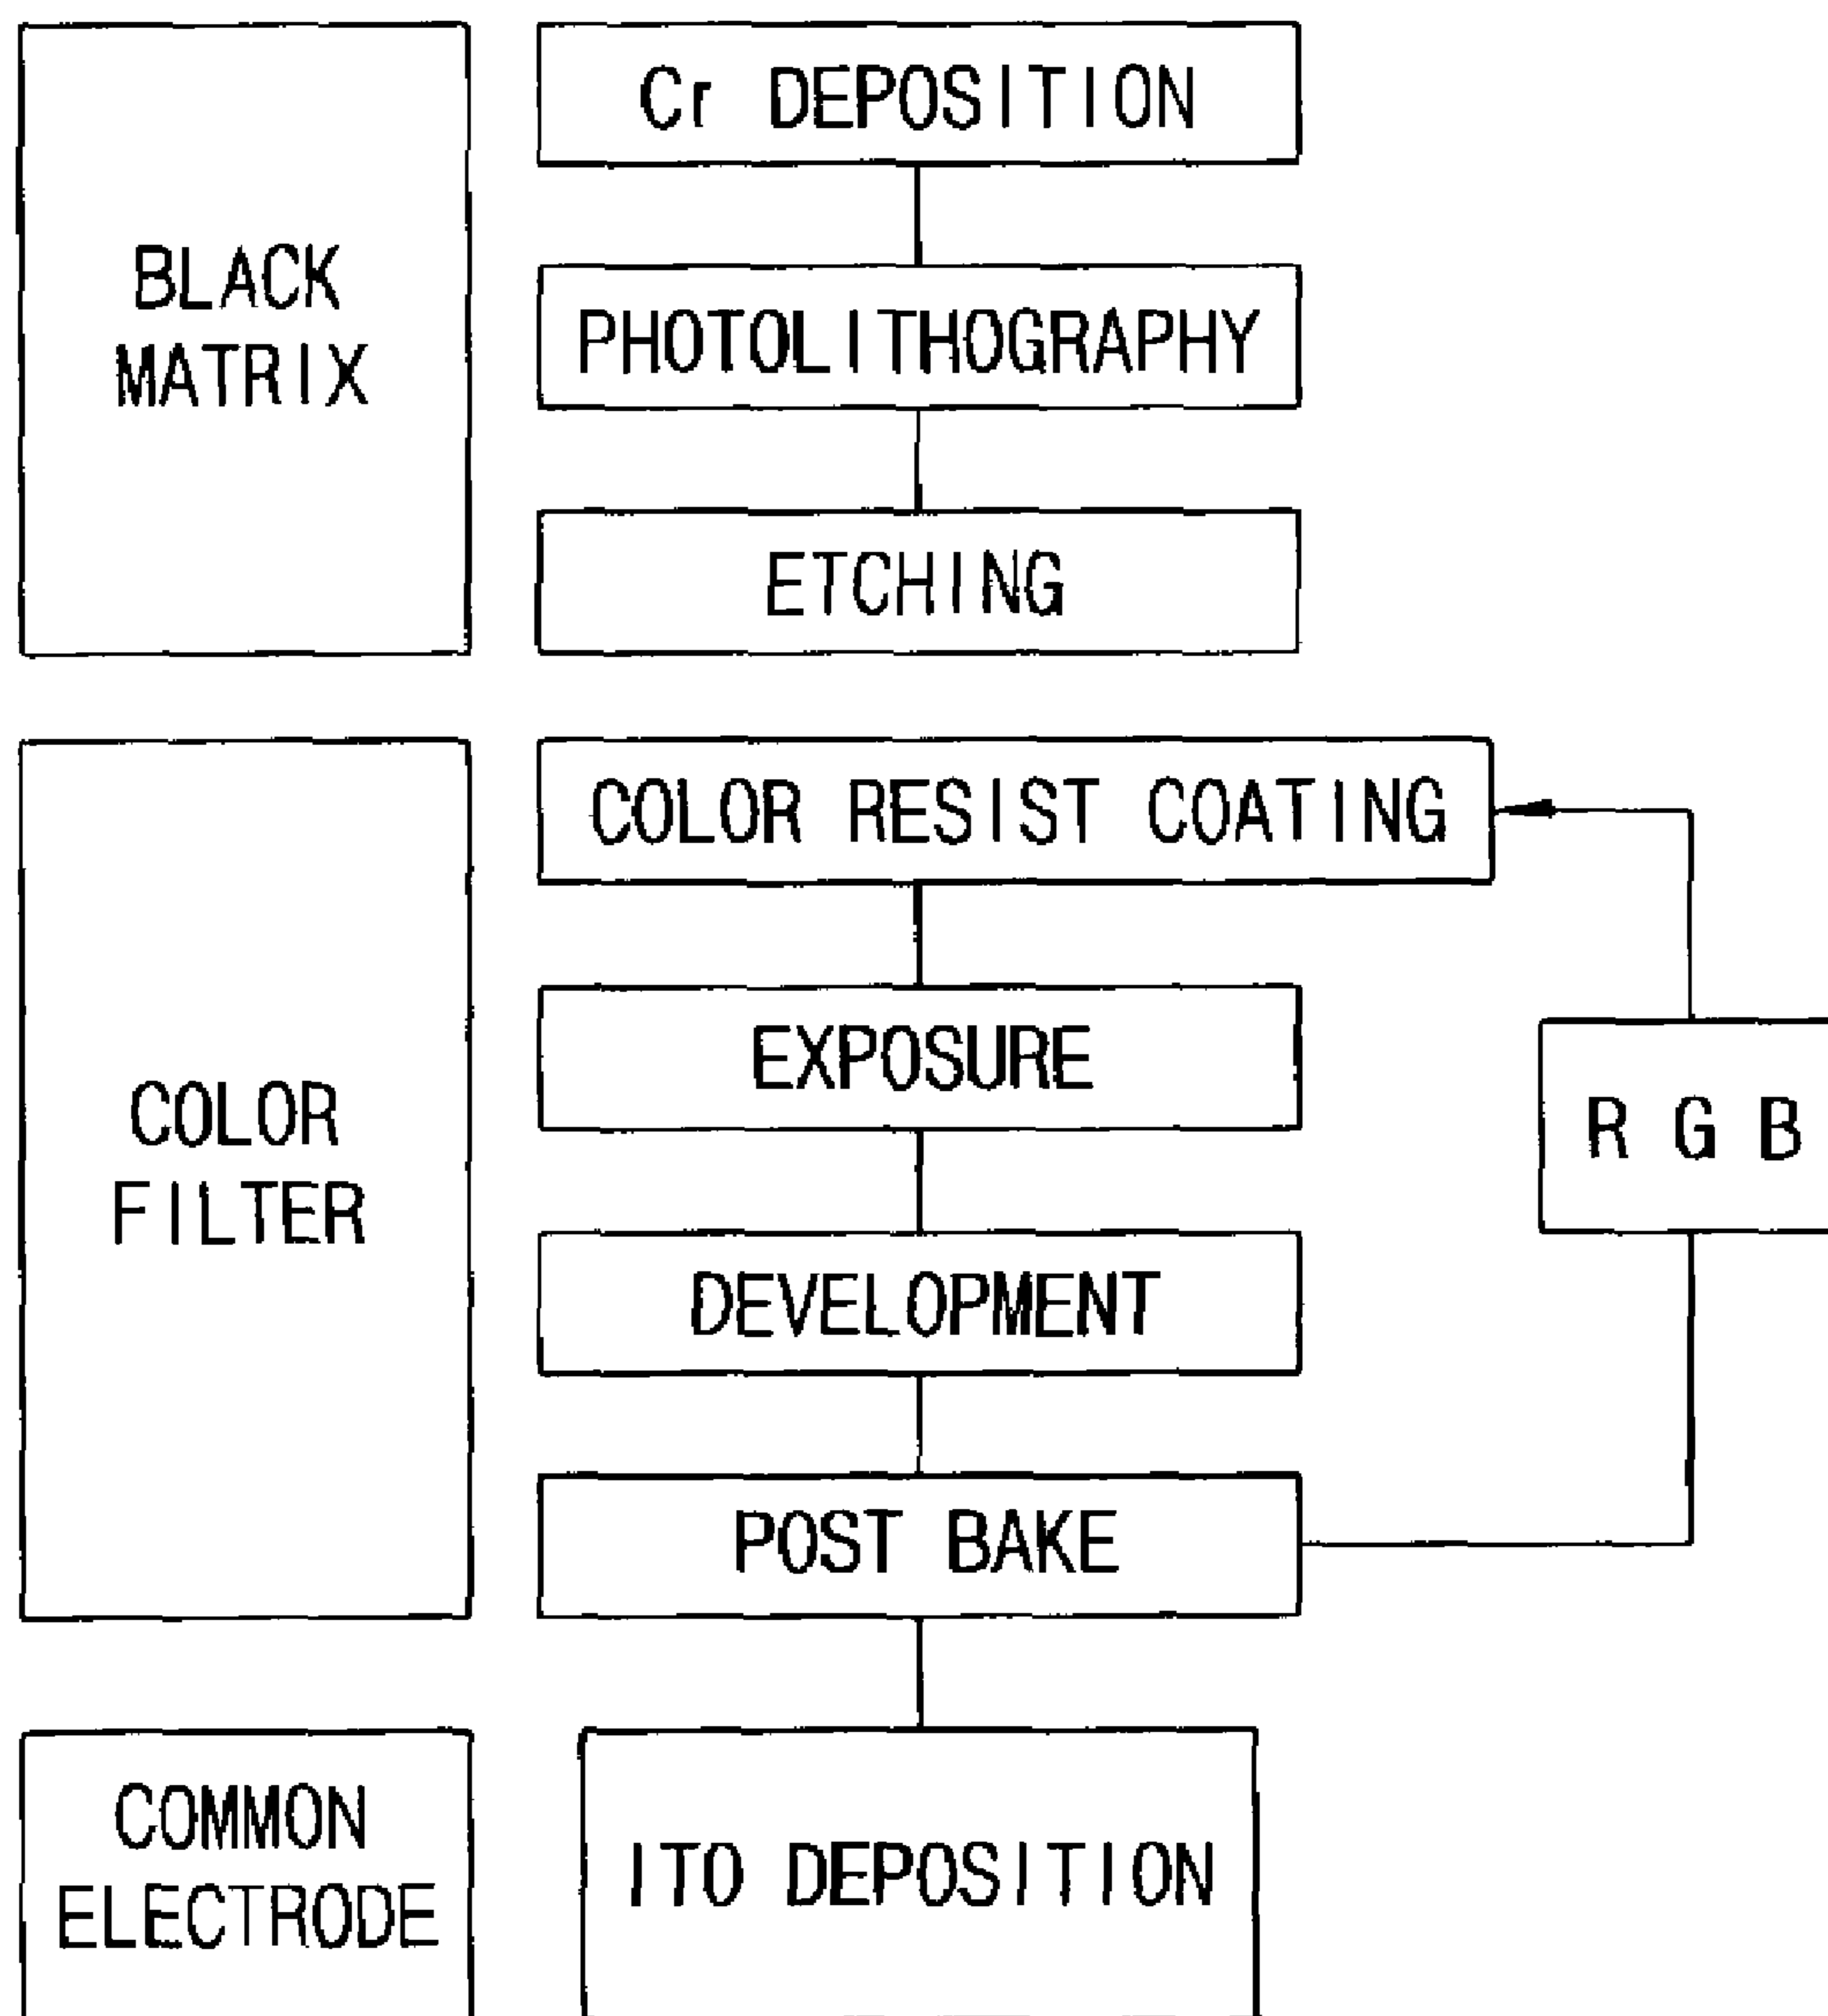 Cr DEPOSITION
BLACK
MATRIX
PHOTOLITHOGRAPHY
ETCHING
COLOR RESIST COATING
EXPOSURE
COLOR
FILTER
R G B
DEVELOPMENT
POST BAKE
COMMON
ELECTRODE
ITO DEPOSITION